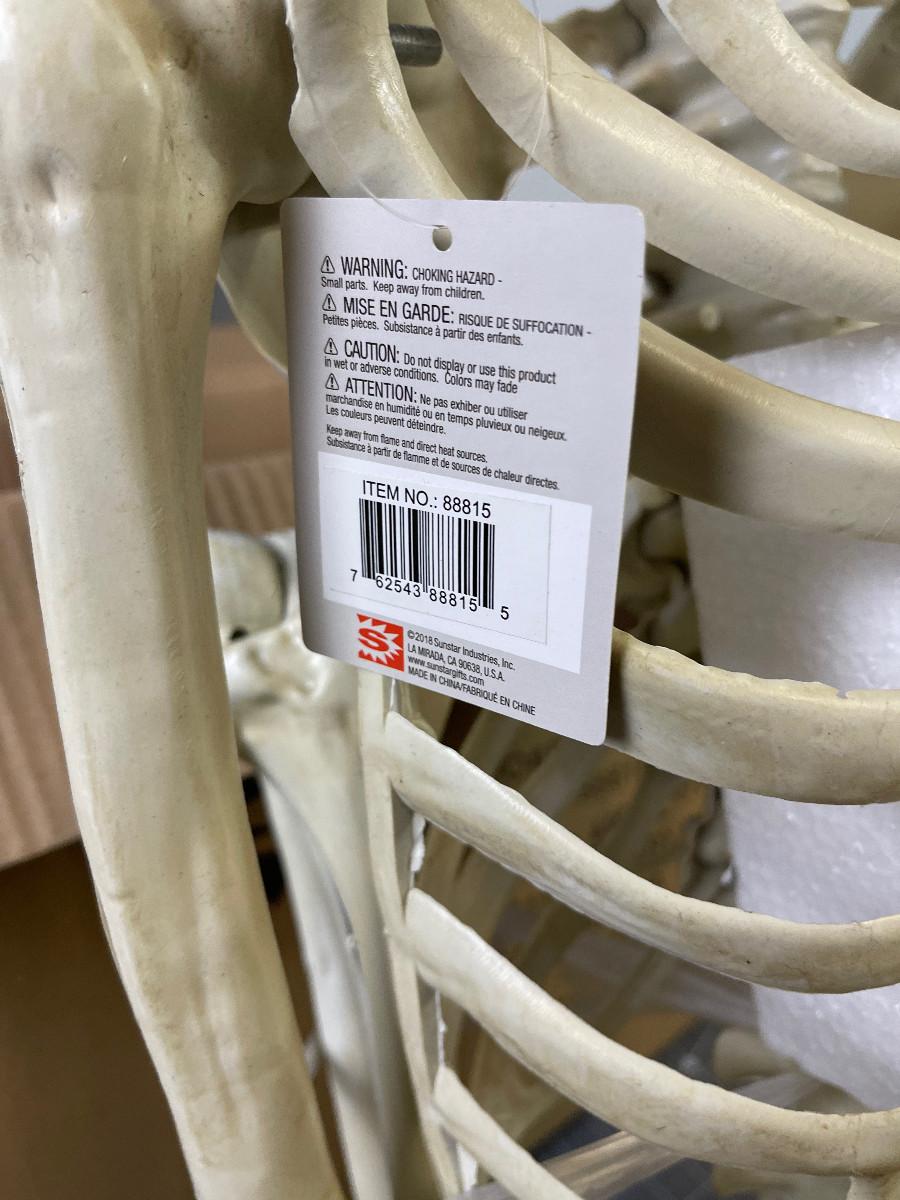 ⚠ WARNING: CHOKING HAZARD -
Small parts. Keep away from children.
⚠ MISE EN GARDE: RISQUE DE SUFFOCATION -
Petites pièces. Subsistance à partir des enfants.
⚠ CAUTION: Do not display or use this product
in wet or adverse conditions. Colors may fade
⚠ ATTENTION: Ne pas exhiber ou utiliser
marchandise en humidité ou en temps pluvieux ou neigeux.
Les couleurs peuvent déteindre.
Keep away from flame and direct heat sources.
Subsistance à partir de flamme et de sources de chaleur directes.
ITEM NO.: 88815
7 62543 88815 5
S
©2018 Sunstar Industries, Inc.
LA MIRADA, CA 90638, U.S.A.
www.sunstargifts.com
MADE IN CHINA/FABRIQUÉ EN CHINE